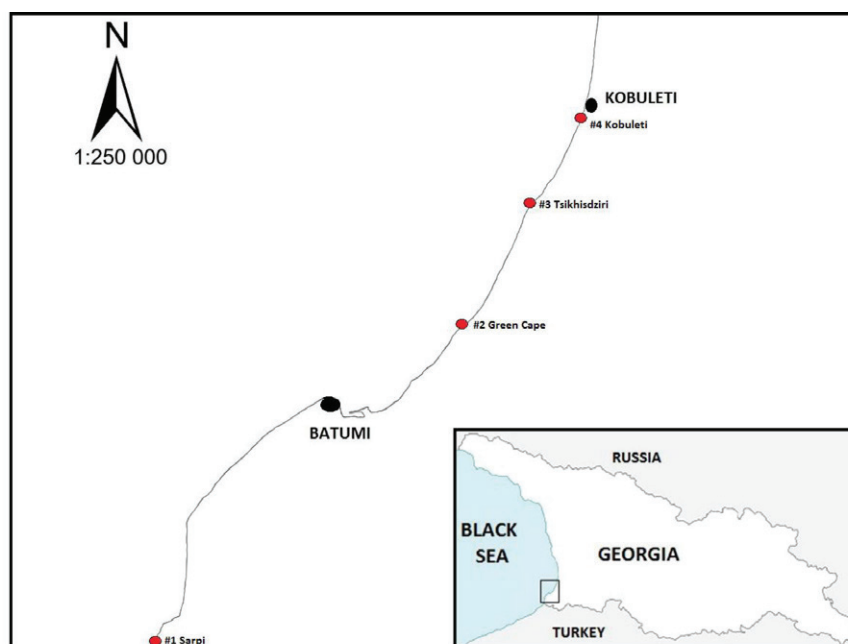 N
1:250 000
KOBULETI
#4 Kobuleti
#3 Tsikhisdziri
#2 Green Cape
BATUMI
#1 Sarpi
RUSSIA
BLACK
SEA
GEORGIA
TURKEY